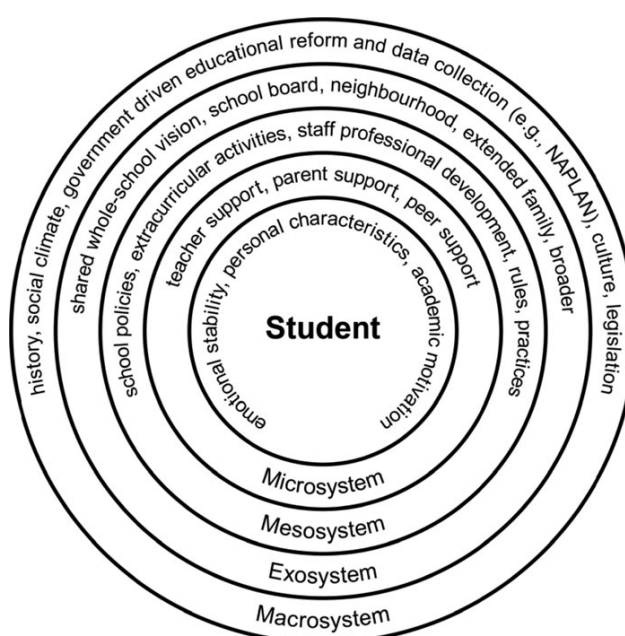 history, social climate, government driven educational reform and data collection (e.g., NAPLAN), culture, legislation
shared whole-school vision, school board, neighbourhood, extended family, broader
school policies, extracurricular activities, staff professional development, rules, practices
teacher support, parent support, peer support
emotional stability, personal characteristics, academic motivation
Student
Microsystem
Mesosystem
Exosystem
Macrosystem